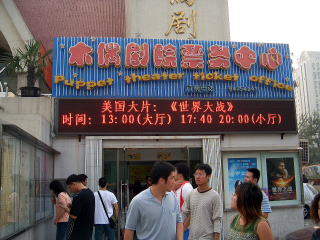 剧
木偶剧院票务中心
Puppet theater ticket office
美国大片：《世界大战》
时间：13:00(大厅) 17:40 20:00(小厅)